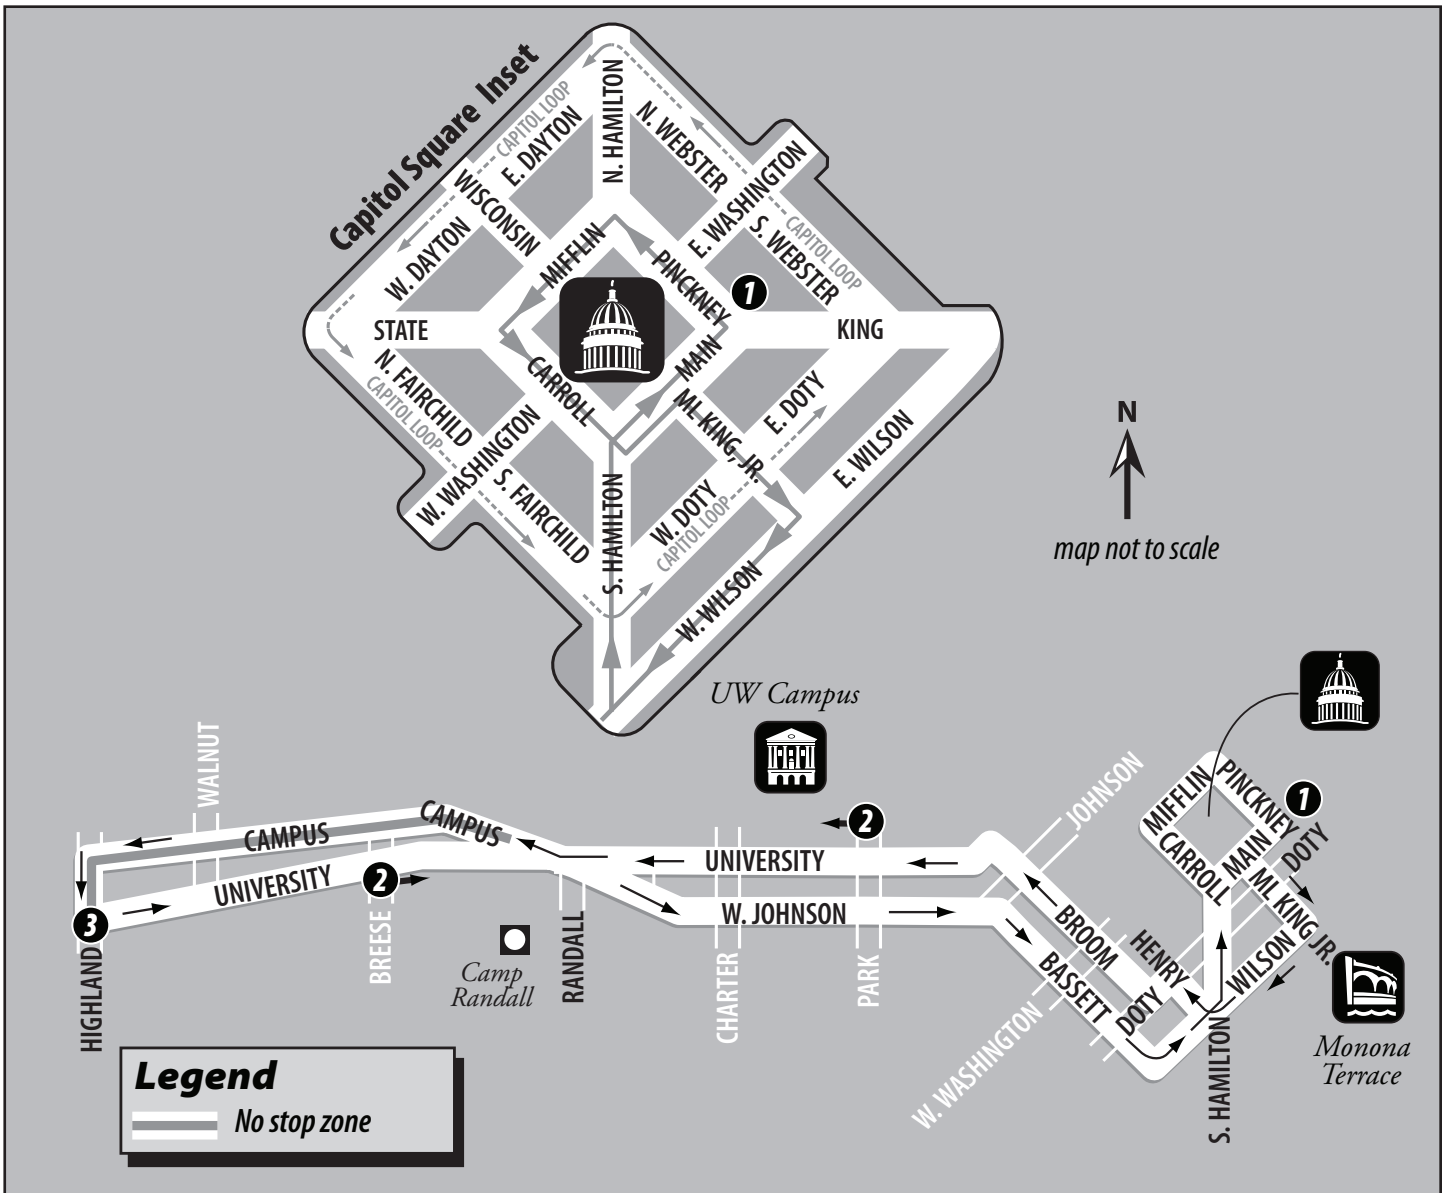 Capitol Square Inset
CAPITOL LOOP
E. DAYTON
N. HAMILTON
N. WEBSTER
E. WASHINGTON
WISCONSIN
W. DAYTON
MIFFLIN
PINCKNEY
S. WEBSTER
CAPITOL LOOP
1
STATE
KING
MAIN
CARROLL
N. FAIRCHILD
CAPITOL LOOP
W. WASHINGTON
S. FAIRCHILD
S. HAMILTON
ML KING, JR.
E. DOTY
W. DOTY
CAPITOL LOOP
E. WILSON
W. WILSON
N
map not to scale
UW Campus
WALNUT
CAMPUS
CAMPUS
UNIVERSITY
2
BREESE
3
HIGHLAND
Camp
Randall
RANDALL
UNIVERSITY
2
W. JOHNSON
CHARTER
PARK
JOHNSON
BROOM
BASSETT
W. WASHINGTON
HENRY
DOTY
S. HAMILTON
WILSON
MIFFLIN
PINCKNEY
1
CARROLL
MAIN
DOTY
ML KING JR.
Monona
Terrace
Legend
No stop zone